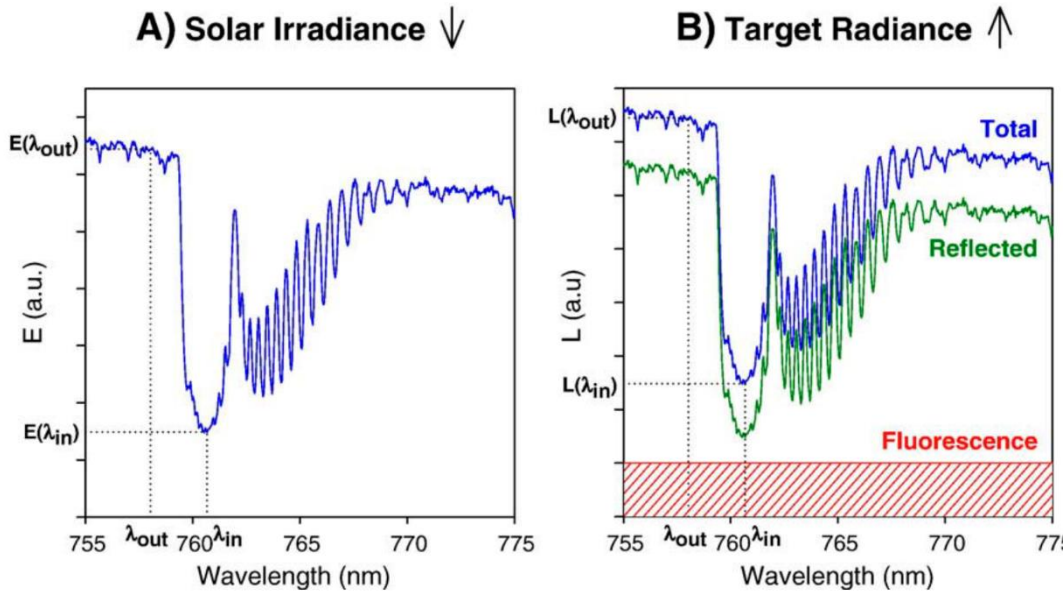 A) Solar Irradiance ↓
E(λout)
E(λin)
E (a.u.)
755 λout 760 λin 765 770 775
Wavelength (nm)
B) Target Radiance ↑
L(λout)
Total
Reflected
L(λin)
Fluorescence
L (a.u)
755 λout 760 λin 765 770 775
Wavelength (nm)